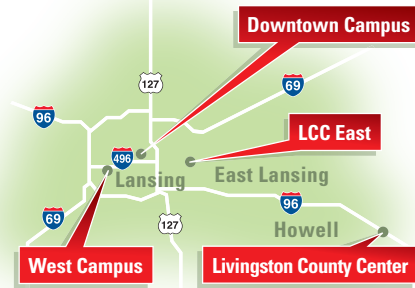 Downtown Campus
127
69
96
LCC East
496
Lansing
East Lansing
69
96
127
Howell
West Campus
Livingston County Center